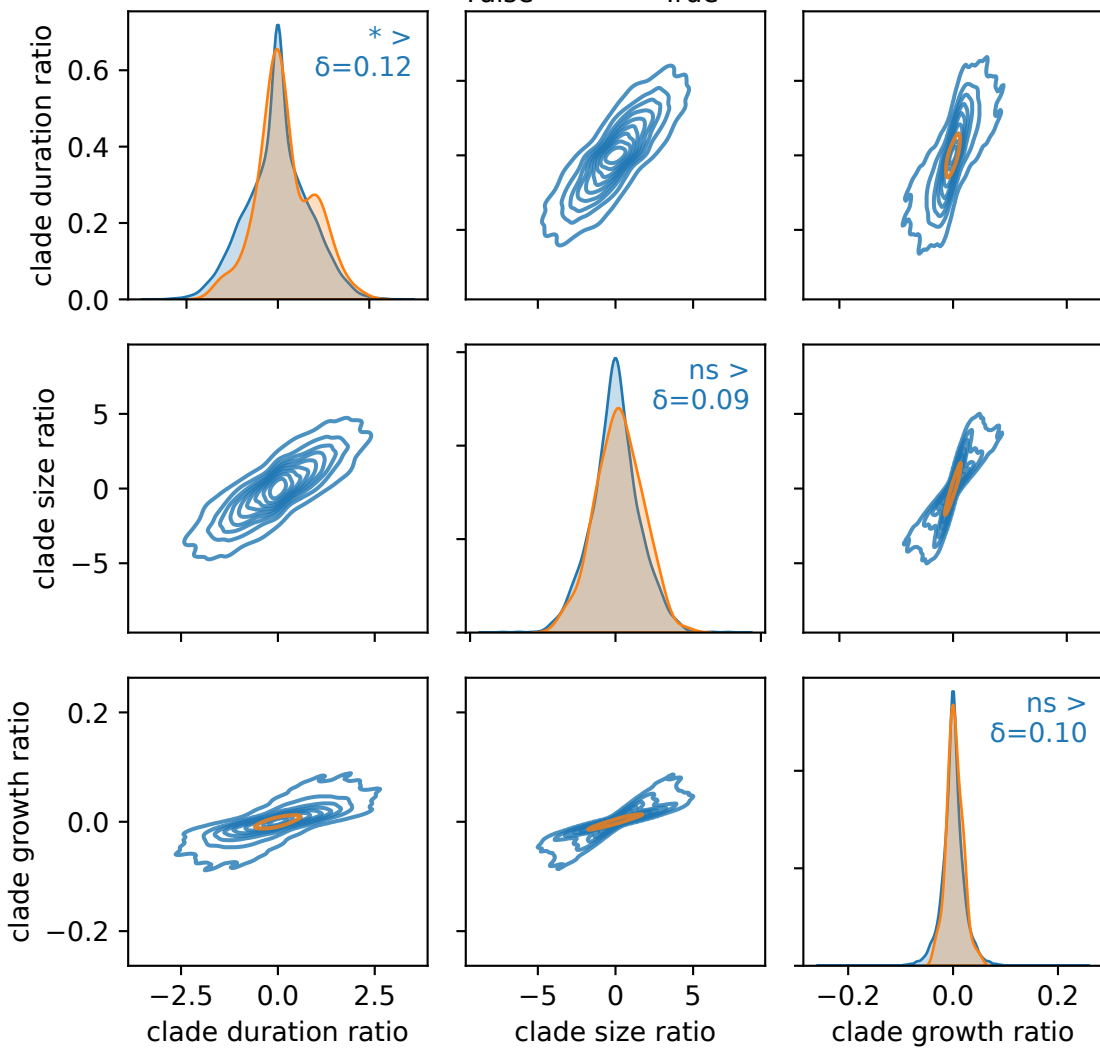 clade duration ratio
0.6
0.4
0.2
0.0
* >
δ=0.12
clade size ratio
5
0
−5
ns >
δ=0.09
clade growth ratio
0.2
0.0
−0.2
ns >
δ=0.10
−2.5 0.0 2.5
−5 0 5
−0.2 0.0 0.2
clade duration ratio
clade size ratio
clade growth ratio